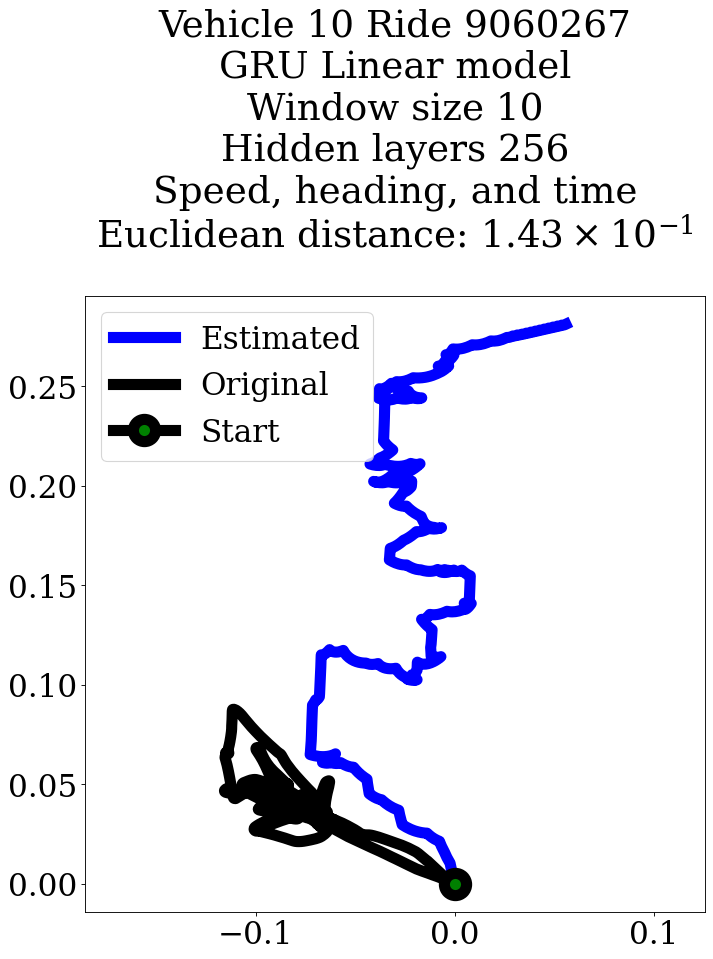 Vehicle 10 Ride 9060267
GRU Linear model
Window size 10
Hidden layers 256
Speed, heading, and time
Euclidean distance: 1.43 × 10⁻¹
Estimated
Original
Start
0.25
0.20
0.15
0.10
0.05
0.00
−0.1 0.0 0.1